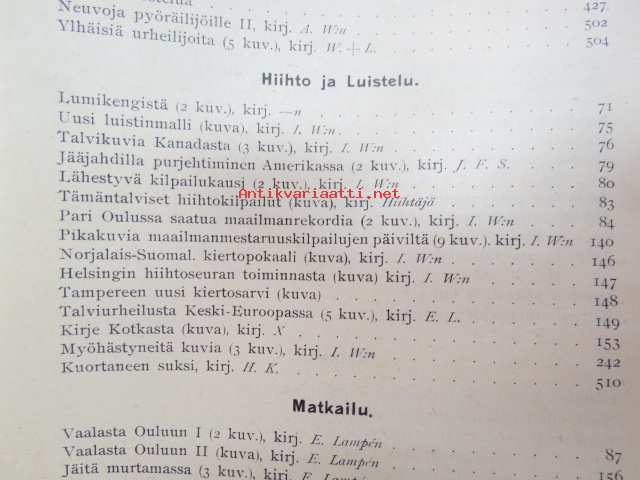 427
Neuvoja pyöräilijöille II, kirj. A. W:n 502
Ylhäisiä urheilijoita (5 kuv.), kirj. W. + L. 504
Hiihto ja Luistelu.
Lumikengistä (2 kuv.), kirj. —n 71
Uusi luistinmalli (kuva), kirj. I. W:n 75
Talvikuvia Kanadasta (3 kuv.), kirj. I. W:n 76
Jääjahdilla purjehtiminen Amerikassa (2 kuv.), kirj. J. F. S. 79
Lähestyvä kilpailukausi (2 kuv.), kirj. I. W:n 80
Antikvariaatti.net
Tämäntalviset hiihtokilpailut (kuva), kirj. Hiihtäjä 83
Pari Oulussa saatua maailmanrekordia (2 kuv.), kirj. I. W:n 84
Pikakuvia maailmanmestaruuskilpailujen päiviltä (9 kuv.). kirj. I. W:n 140
Norjalais-Suomal. kiertopokaali (kuva), kirj. I. W:n 146
Helsingin hiihtoseuran toiminnasta (kuva) kirj. I. W:n 147
Tampereen uusi kiertosarvi (kuva) 148
Talviurheilusta Keski-Euroopassa (5 kuv.), kirj. E. L. 149
Kirje Kotkasta (kuva), kirj. X 153
Myöhästyneitä kuvia (3 kuv.), kirj. I. W:n 242
Kuortaneen suksi, kirj. H. K. 510
Matkailu.
Vaalasta Ouluun I (2 kuv.), kirj. E. Lampén 87
Vaalasta Ouluun II (kuva), kirj. E. Lampén 156
Jäitä murtamassa (3 kuv.), kirj. E. Lampén